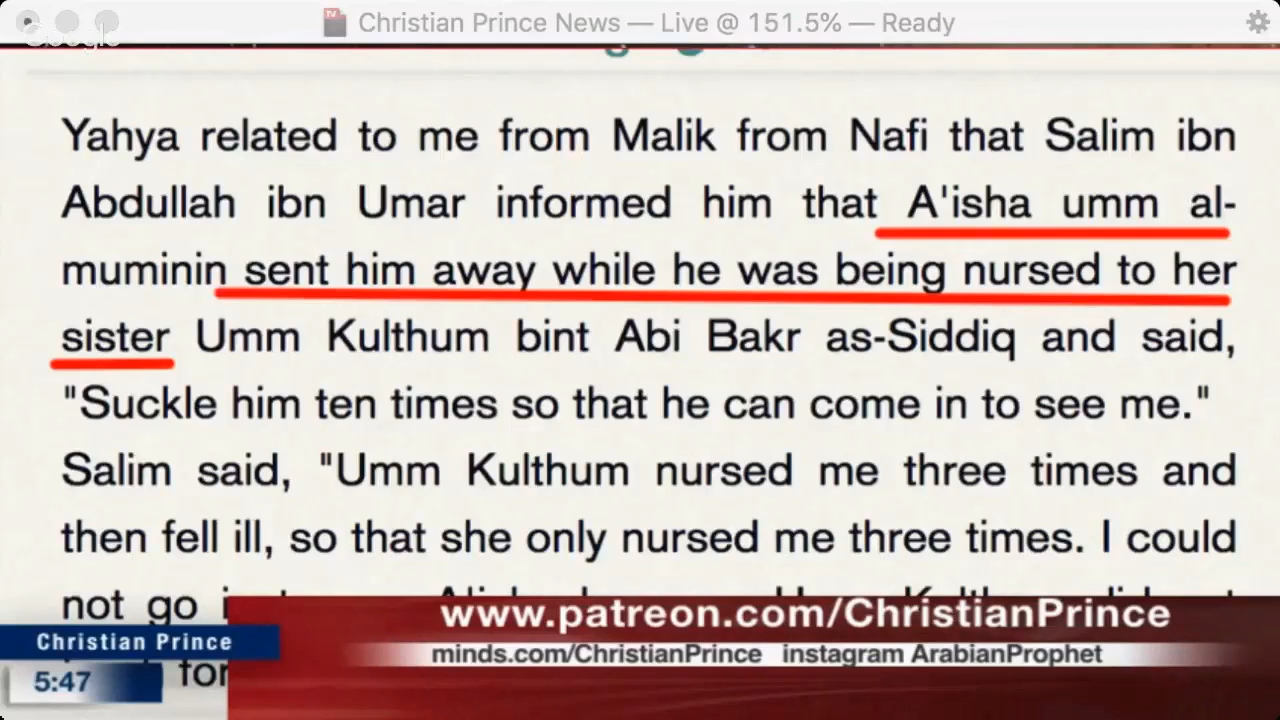 Christian Prince News — Live @ 151.5% — Ready
Google
Yahya related to me from Malik from Nafi that Salim ibn
Abdullah ibn Umar informed him that A'isha umm al-
muminin sent him away while he was being nursed to her
sister Umm Kulthum bint Abi Bakr as-Siddiq and said,
"Suckle him ten times so that he can come in to see me."
Salim said, "Umm Kulthum nursed me three times and
then fell ill, so that she only nursed me three times. I could
not go
for
www.patreon.com/ChristianPrince
Christian Prince
minds.com/ChristianPrince instagram ArabianProphet
5:47